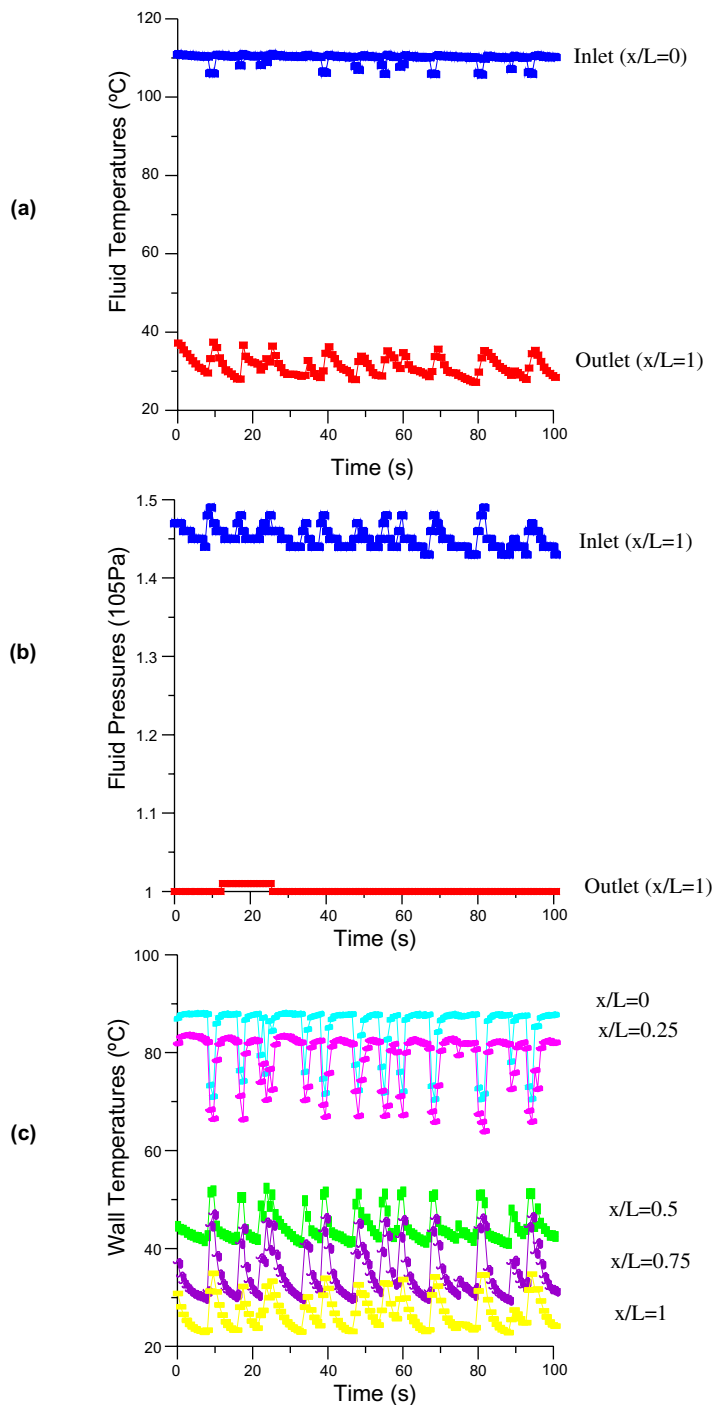 (a)
Fluid Temperatures (ºC)
120
110
80
70
60
40
20
0
20
40
60
80
100
Time (s)
Inlet (x/L=0)
Outlet (x/L=1)
(b)
Fluid Pressures (105Pa)
1.5
1.4
1.3
1.2
1.1
1
0
20
40
60
80
100
Time (s)
Inlet (x/L=1)
Outlet (x/L=1)
(c)
Wall Temperatures (ºC)
100
80
60
40
20
0
20
40
60
80
100
Time (s)
x/L=0
x/L=0.25
x/L=0.5
x/L=0.75
x/L=1